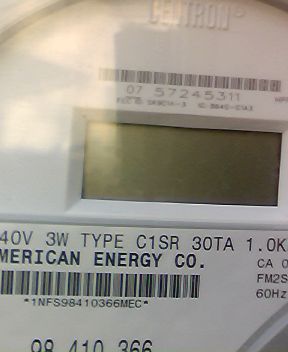 CENTRON®
07 57245311
40V 3W TYPE C1SR 30TA 1.0K
MERICAN ENERGY CO.
CA 0
FM2S
60Hz
*1NFS98410366MEC*
98 410 366